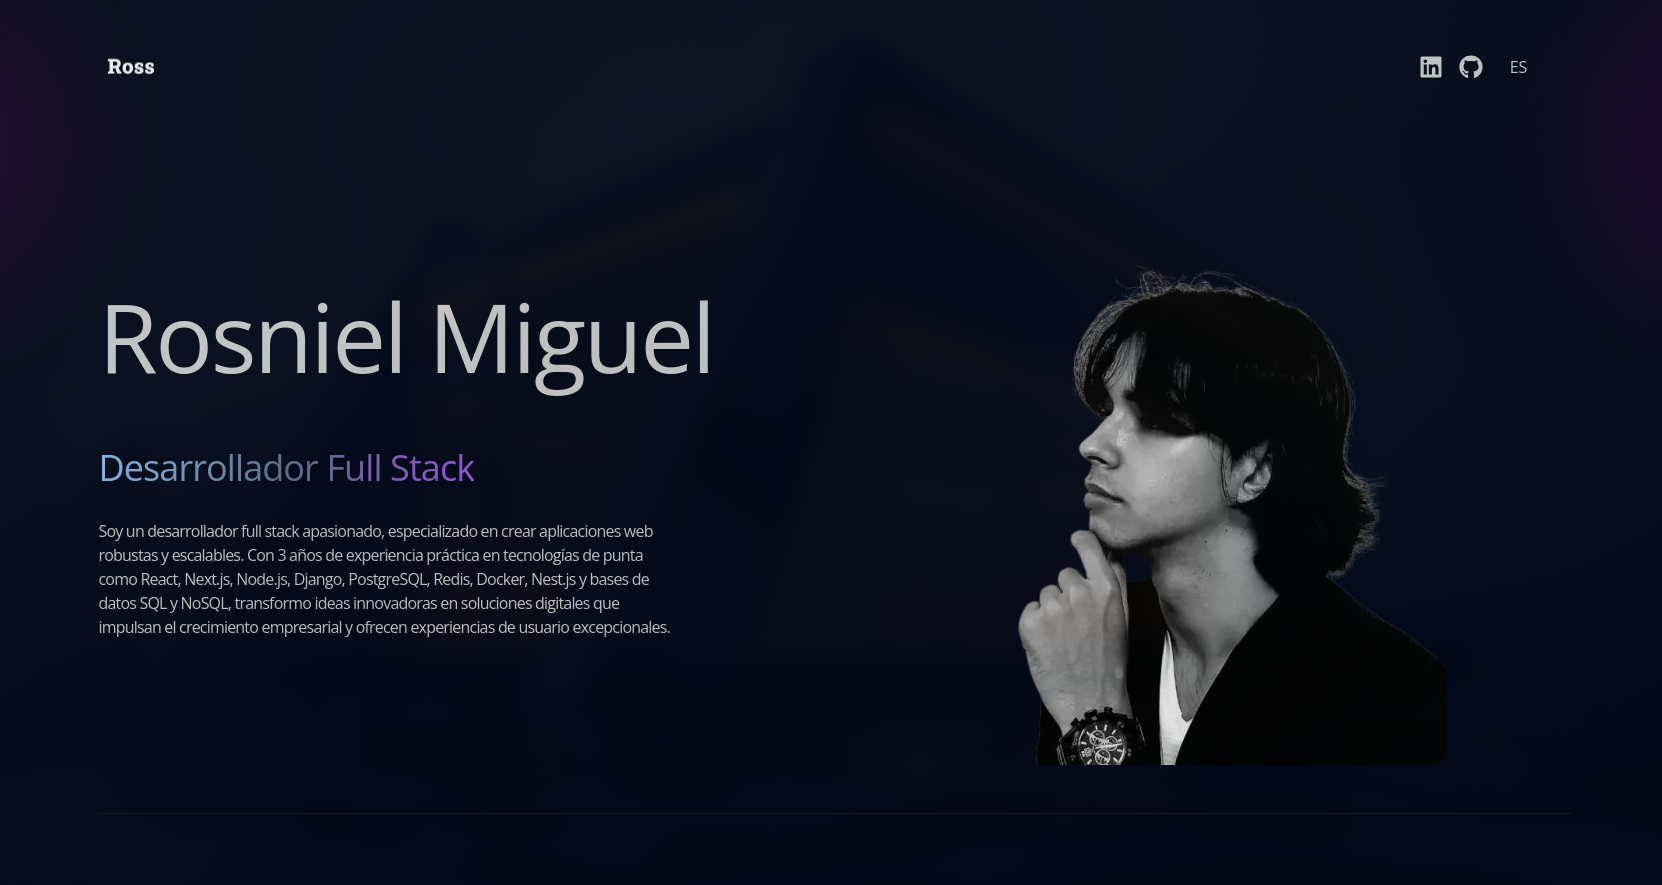 Ross
ES
Rosniel Miguel
Desarrollador Full Stack
Soy un desarrollador full stack apasionado, especializado en crear aplicaciones web
robustas y escalables. Con 3 años de experiencia práctica en tecnologías de punta
como React, Next.js, Node.js, Django, PostgreSQL, Redis, Docker, Nest.js y bases de
datos SQL y NoSQL, transformo ideas innovadoras en soluciones digitales que
impulsan el crecimiento empresarial y ofrecen experiencias de usuario excepcionales.